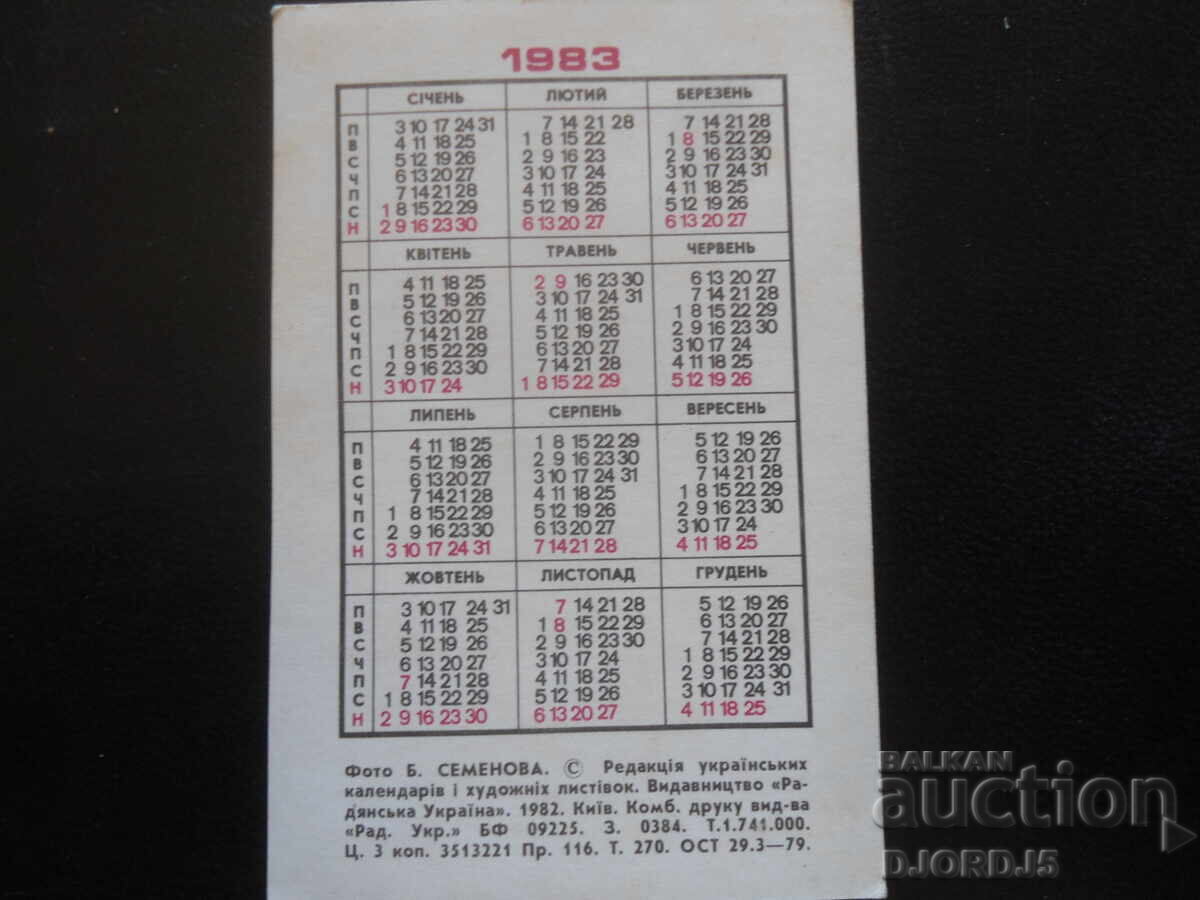 1983
СІЧЕНЬ ЛЮТИЙ БЕРЕЗЕНЬ
П 3 10 17 24 31 7 14 21 28 7 14 21 28
В 4 11 18 25 1 8 15 22 1 8 15 22 29
С 5 12 19 26 2 9 16 23 2 9 16 23 30
Ч 6 13 20 27 3 10 17 24 3 10 17 24 31
П 7 14 21 28 4 11 18 25 4 11 18 25
С 1 8 15 22 29 5 12 19 26 5 12 19 26
Н 2 9 16 23 30 6 13 20 27 6 13 20 27
КВІТЕНЬ ТРАВЕНЬ ЧЕРВЕНЬ
П 4 11 18 25 2 9 16 23 30 6 13 20 27
В 5 12 19 26 3 10 17 24 31 7 14 21 28
С 6 13 20 27 4 11 18 25 1 8 15 22 29
Ч 7 14 21 28 5 12 19 26 2 9 16 23 30
П 1 8 15 22 29 6 13 20 27 3 10 17 24
С 2 9 16 23 30 7 14 21 28 4 11 18 25
Н 3 10 17 24 1 8 15 22 29 5 12 19 26
ЛИПЕНЬ СЕРПЕНЬ ВЕРЕСЕНЬ
П 4 11 18 25 1 8 15 22 29 5 12 19 26
В 5 12 19 26 2 9 16 23 30 6 13 20 27
С 6 13 20 27 3 10 17 24 31 7 14 21 28
Ч 7 14 21 28 4 11 18 25 1 8 15 22 29
П 1 8 15 22 29 5 12 19 26 2 9 16 23 30
С 2 9 16 23 30 6 13 20 27 3 10 17 24
Н 3 10 17 24 31 7 14 21 28 4 11 18 25
ЖОВТЕНЬ ЛИСТОПАД ГРУДЕНЬ
П 3 10 17 24 31 7 14 21 28 5 12 19 26
В 4 11 18 25 1 8 15 22 29 6 13 20 27
С 5 12 19 26 2 9 16 23 30 7 14 21 28
Ч 6 13 20 27 3 10 17 24 1 8 15 22 29
П 7 14 21 28 4 11 18 25 2 9 16 23 30
С 1 8 15 22 29 5 12 19 26 3 10 17 24 31
Н 2 9 16 23 30 6 13 20 27 4 11 18 25
Фото Б. СЕМЕНОВА. © Редакція українських
календарів і художніх листівок. Видавництво «Ра-
дянська Україна». 1982. Київ. Комб. друку вид-ва
«Рад. Укр.» БФ 09225. З. 0384. Т.1.741.000.
Ц. 3 коп. 3513221 Пр. 116. Т. 270. ОСТ 29.3—79.
BALKAN
auction
DJORDJ5